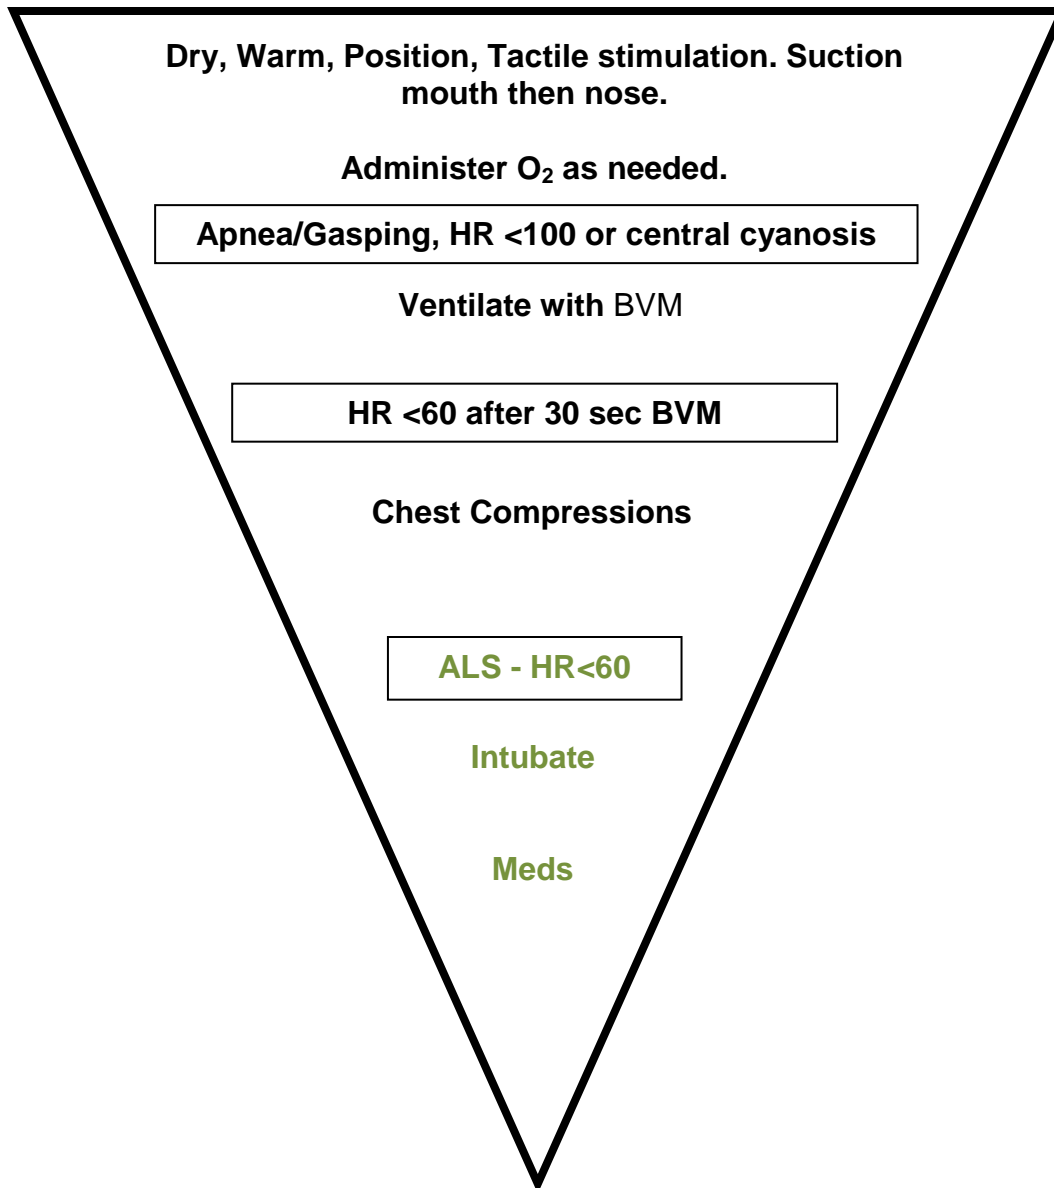 Dry, Warm, Position, Tactile stimulation. Suction
mouth then nose.
Administer O₂ as needed.
Apnea/Gasping, HR <100 or central cyanosis
Ventilate with BVM
HR <60 after 30 sec BVM
Chest Compressions
ALS - HR<60
Intubate
Meds